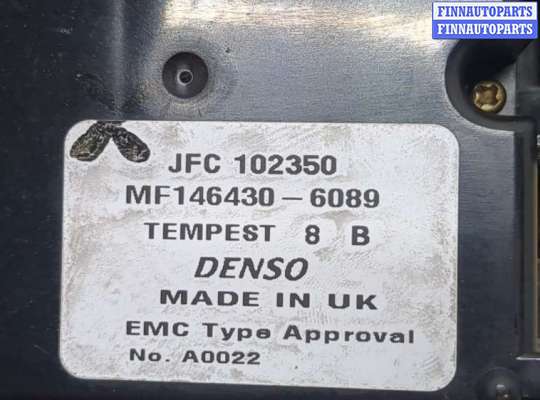 FINNAUTOPARTS
FINNAUTOPARTS
JFC 102350
MF146430-6089
TEMPEST 8 B
DENSO
MADE IN UK
EMC Type Approval
No. A0022